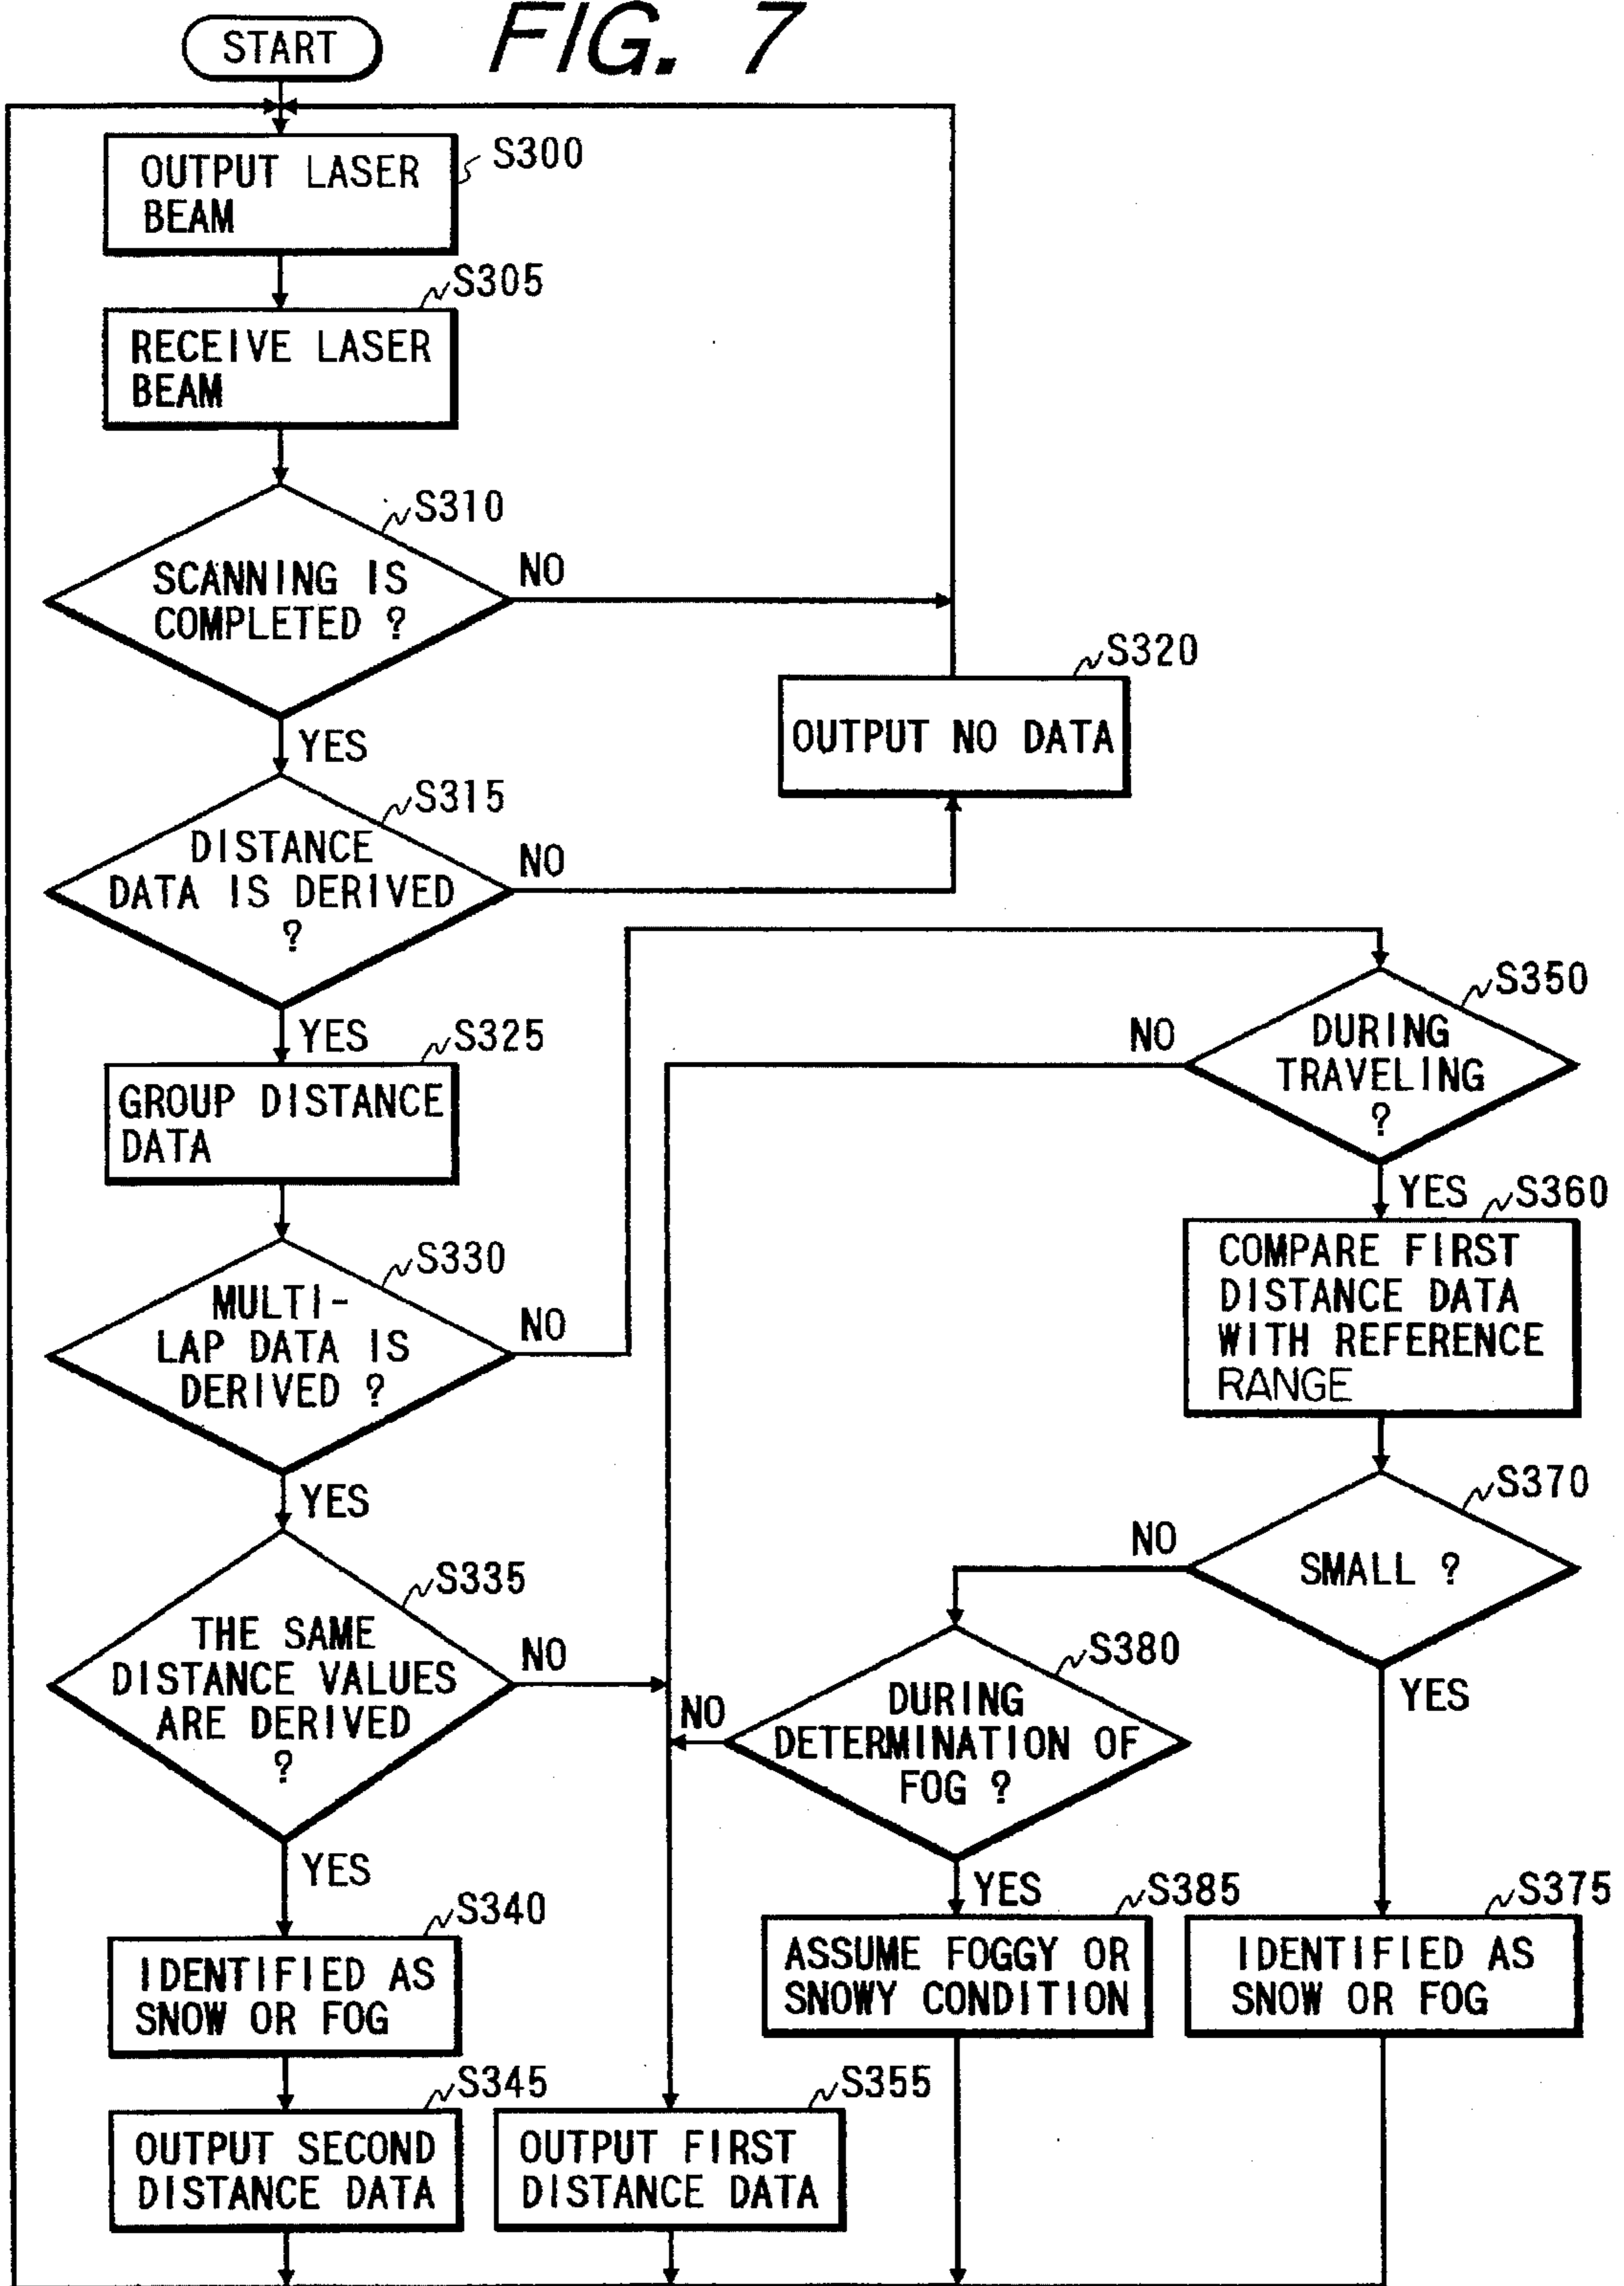 FIG. 7
START
OUTPUT LASER
BEAM
S300
S305
RECEIVE LASER
BEAM
S310
SCANNING IS
COMPLETED ?
NO
YES
S320
OUTPUT NO DATA
S315
DISTANCE
DATA IS DERIVED
?
NO
YES
S325
GROUP DISTANCE
DATA
S330
MULTI-
LAP DATA IS
DERIVED ?
NO
YES
S335
THE SAME
DISTANCE VALUES
ARE DERIVED
?
NO
YES
S340
IDENTIFIED AS
SNOW OR FOG
S345
OUTPUT SECOND
DISTANCE DATA
S350
DURING
TRAVELING
?
NO
YES
S360
COMPARE FIRST
DISTANCE DATA
WITH REFERENCE
RANGE
S370
SMALL ?
NO
YES
S380
DURING
DETERMINATION OF
FOG ?
NO
YES
S385
ASSUME FOGGY OR
SNOWY CONDITION
S375
IDENTIFIED AS
SNOW OR FOG
S355
OUTPUT FIRST
DISTANCE DATA